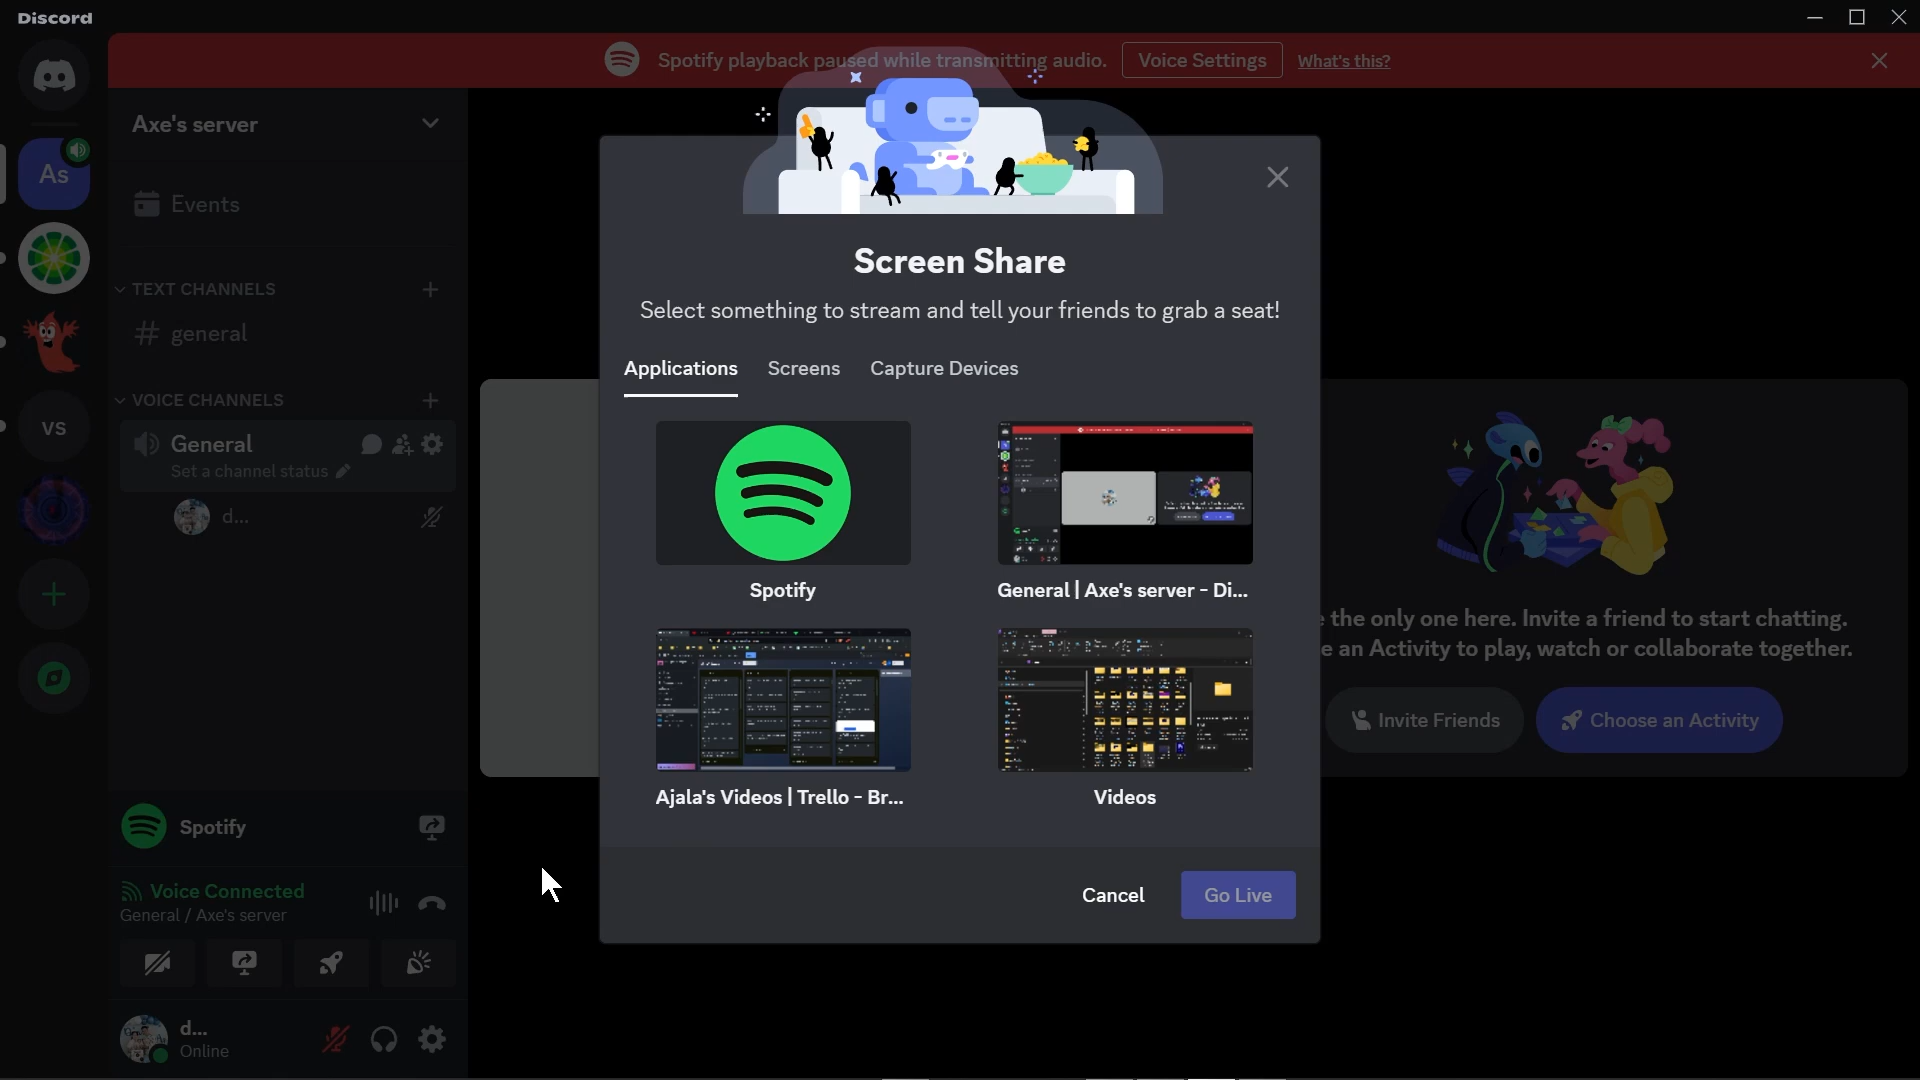 Discord
Spotify playback paused while transmitting audio.
Voice Settings
What's this?
Axe's server
As
Events
TEXT CHANNELS
general
VOICE CHANNELS
VS
General
Set a channel status
d...
Screen Share
Select something to stream and tell your friends to grab a seat!
Applications
Screens
Capture Devices
Spotify
General | Axe's server - Di...
Ajala's Videos | Trello - Br...
Videos
Cancel
Go Live
the only one here. Invite a friend to start chatting.
an Activity to play, watch or collaborate together.
Invite Friends
Choose an Activity
Spotify
Voice Connected
General / Axe's server
d...
Online